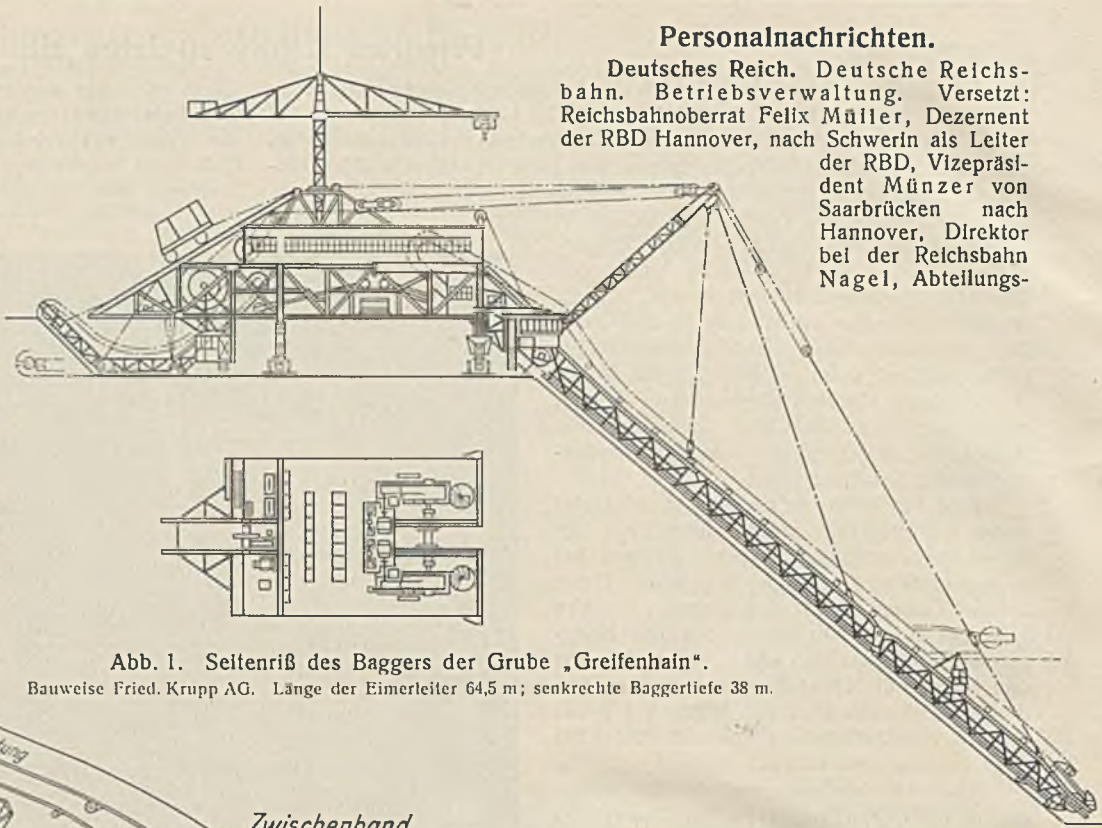 Personalnachrichten.
Deutsches Reich. Deutsche Reichs-
bahn. Betriebsverwaltung. Versetzt:
Reichsbahnoberrat Felix Müller, Dezernent
der RBD Hannover, nach Schwerin als Leiter
der RBD, Vizepräsi-
dent Münzer von
Saarbrücken nach
Hannover, Direktor
bei der Reichsbahn
Nagel, Abteilungs-
Abb. 1. Seitenriß des Baggers der Grube „Greifenhain“.
Bauweise Fried. Krupp AG. Länge der Eimerleiter 64,5 m; senkrechte Baggertiefe 38 m.
tung
Zwischenband